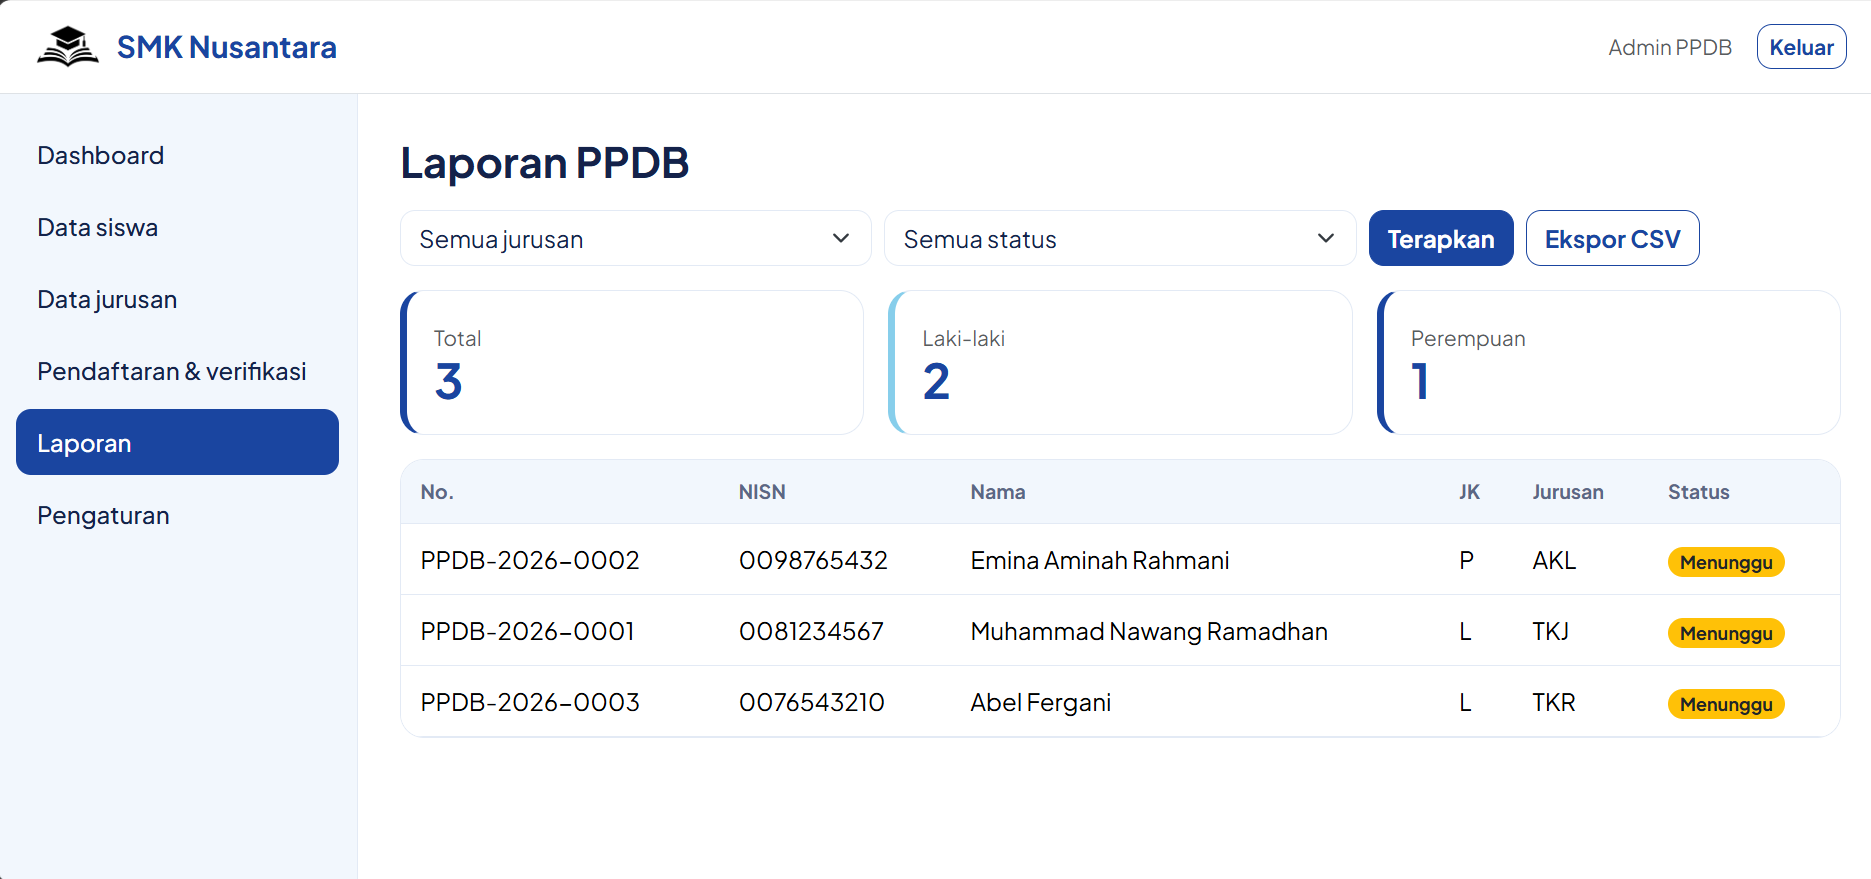 SMK Nusantara
Admin PPDB
Keluar
Dashboard
Data siswa
Data jurusan
Pendaftaran & verifikasi
Laporan
Pengaturan
Laporan PPDB
Semua jurusan
Semua status
Terapkan
Ekspor CSV
Total
3
Laki-laki
2
Perempuan
1
No. NISN Nama JK Jurusan Status
PPDB-2026-0002 0098765432 Emina Aminah Rahmani P AKL Menunggu
PPDB-2026-0001 0081234567 Muhammad Nawang Ramadhan L TKJ Menunggu
PPDB-2026-0003 0076543210 Abel Fergani L TKR Menunggu